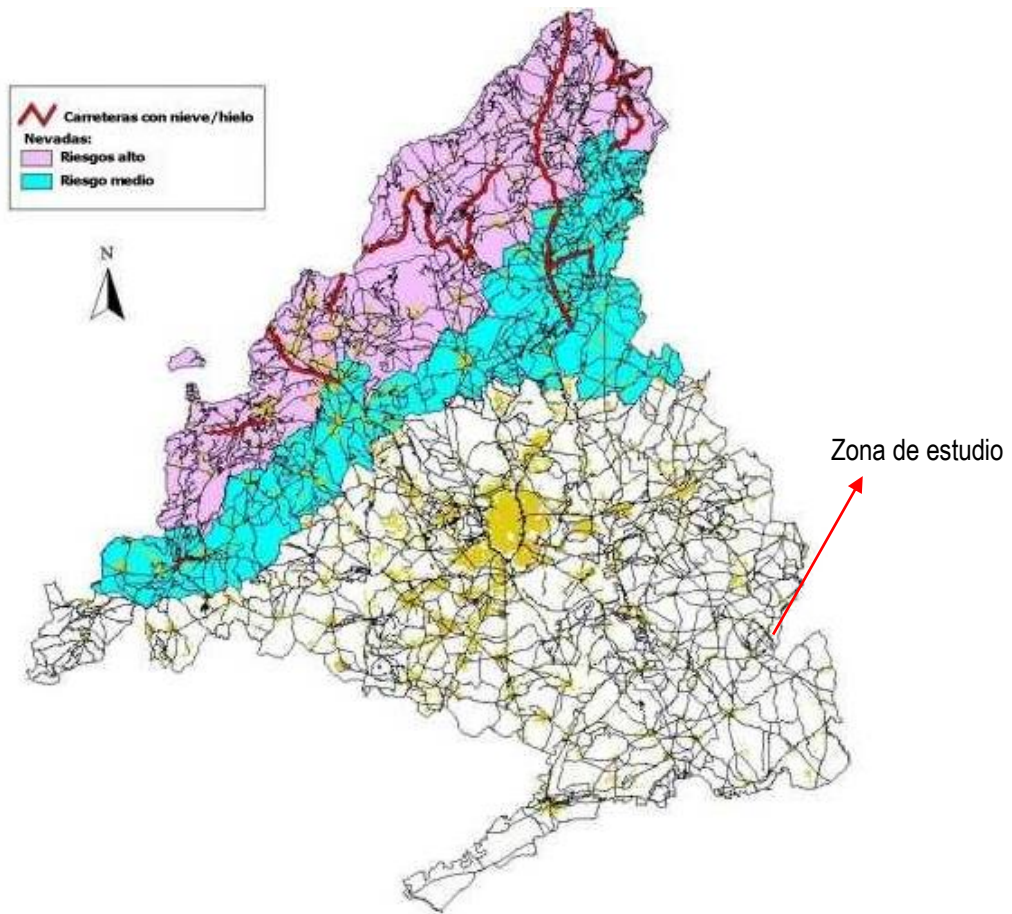 Carreteras con nieve/hielo
Nevadas:
Riesgos alto
Riesgo medio
N
Zona de estudio